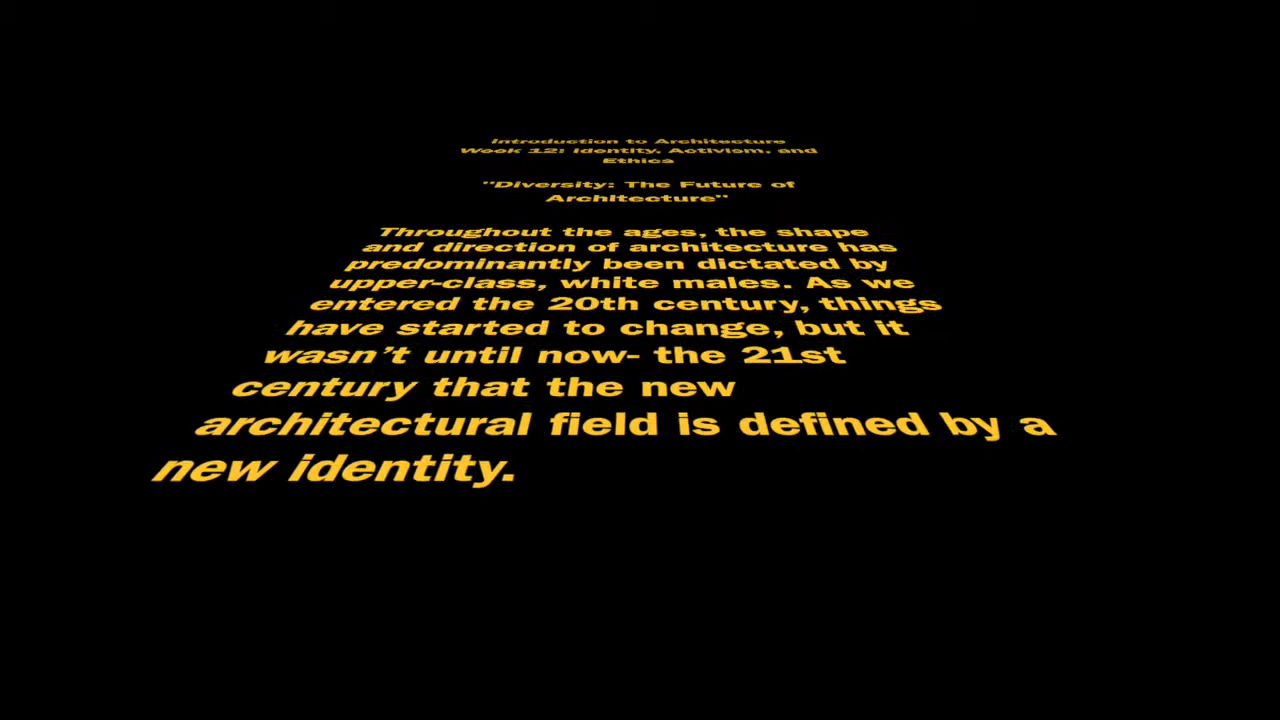 Introduction to Architecture
Week 12: Identity, Activism, and
Ethics
"Diversity: The Future of
Architecture"
Throughout the ages, the shape
and direction of architecture has
predominantly been dictated by
upper-class, white males. As we
entered the 20th century, things
have started to change, but it
wasn’t until now- the 21st
century that the new
architectural field is defined by a
new identity.